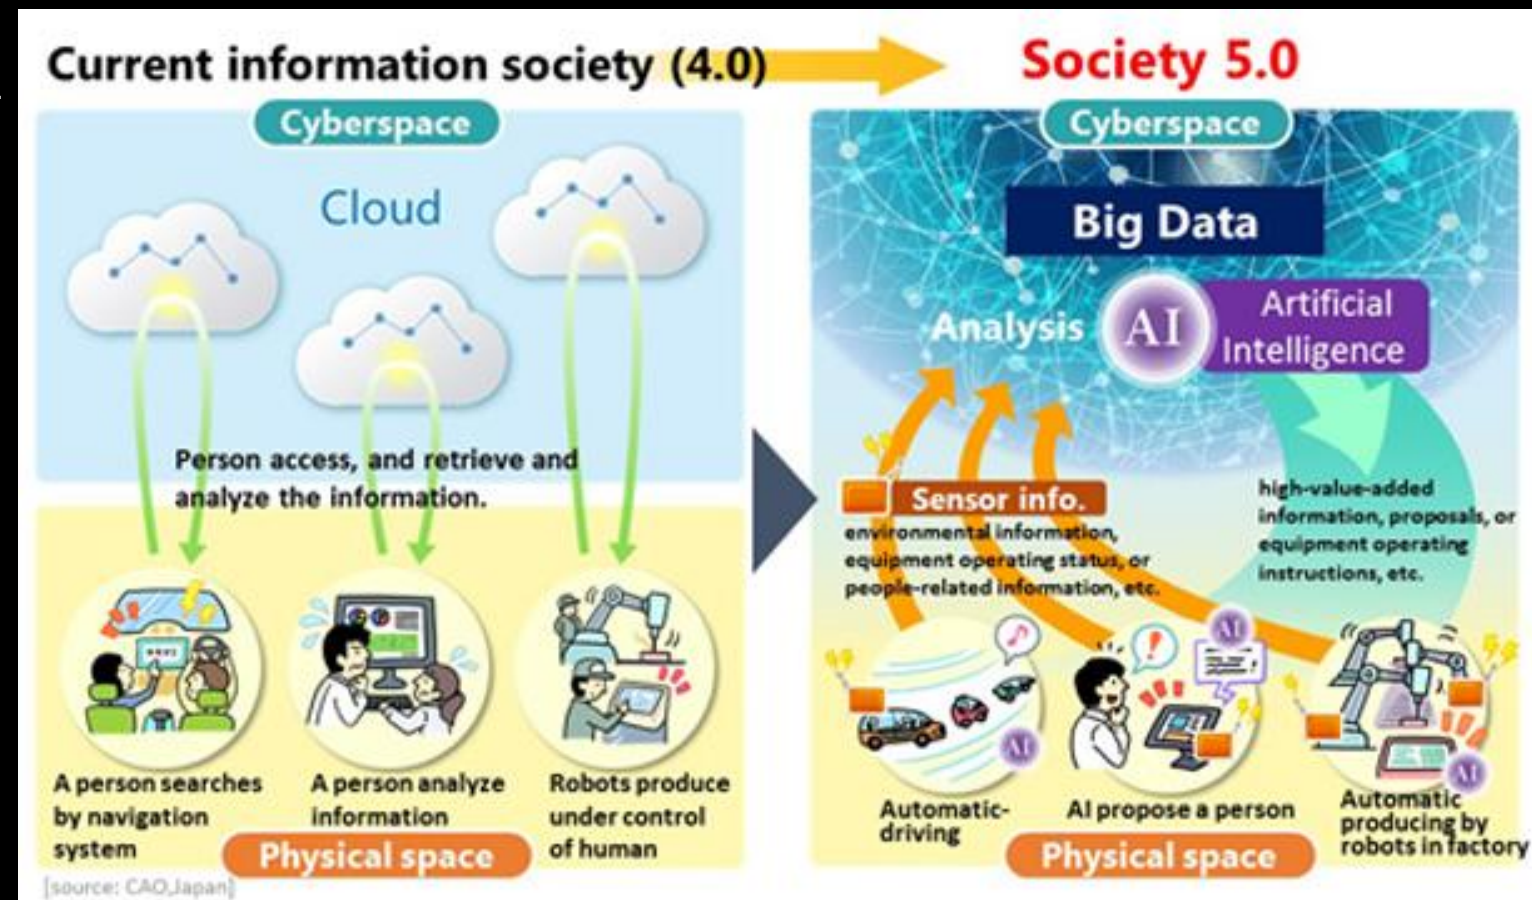 Current information society (4.0)
Society 5.0
Cyberspace
Cloud
Person access, and retrieve and
analyze the information.
A person searches
by navigation
system
A person analyze
information
Robots produce
under control
of human
Physical space
[source: CAO,Japan]
Cyberspace
Big Data
Analysis
AI
Artificial
Intelligence
Sensor info.
environmental information,
equipment operating status, or
people-related information, etc.
high-value-added
information, proposals, or
equipment operating
instructions, etc.
AI
AI
AI
Automatic-
driving
AI propose a person
Automatic
producing by
robots in factory
Physical space